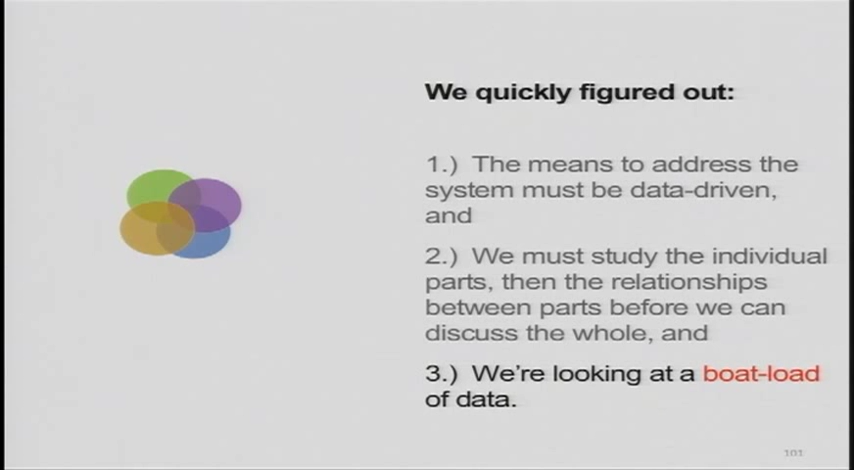 We quickly figured out:
1.) The means to address the
system must be data-driven,
and
2.) We must study the individual
parts, then the relationships
between parts before we can
discuss the whole, and
3.) We're looking at a boat-load
of data.
101